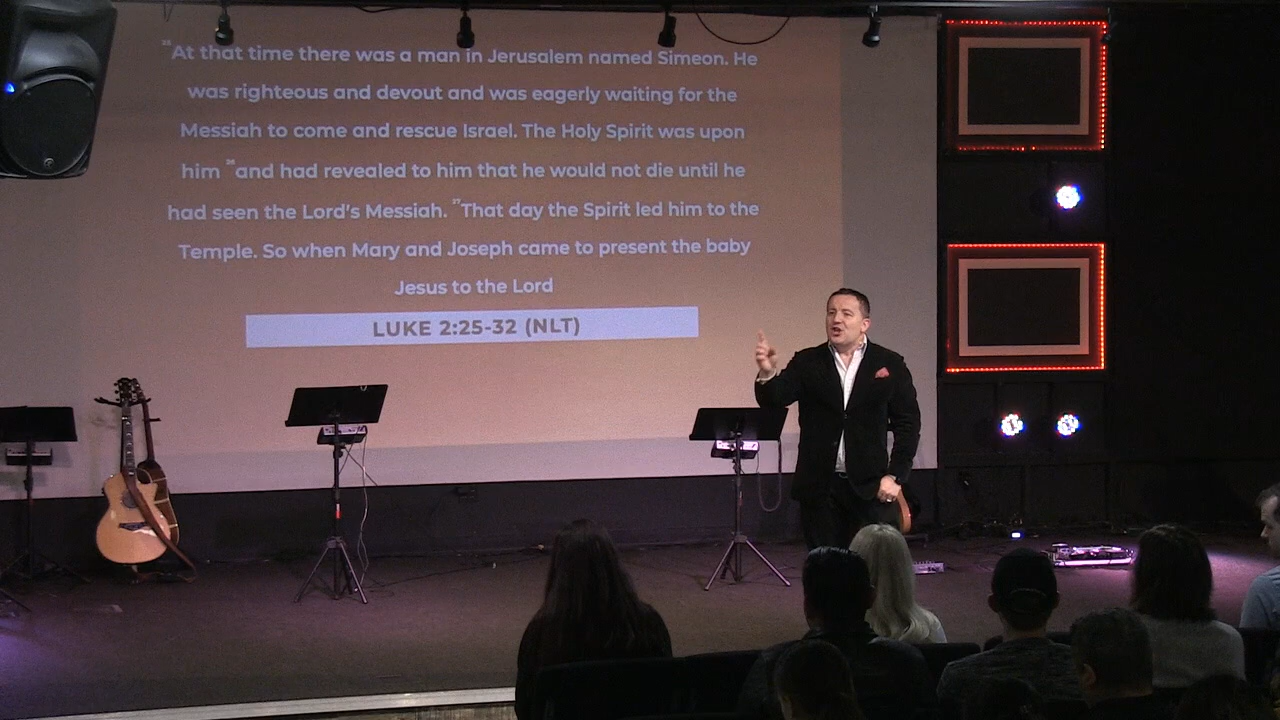 ²⁵At that time there was a man in Jerusalem named Simeon. He
was righteous and devout and was eagerly waiting for the
Messiah to come and rescue Israel. The Holy Spirit was upon
him ²⁶and had revealed to him that he would not die until he
had seen the Lord's Messiah. ²⁷That day the Spirit led him to the
Temple. So when Mary and Joseph came to present the baby
Jesus to the Lord
LUKE 2:25-32 (NLT)